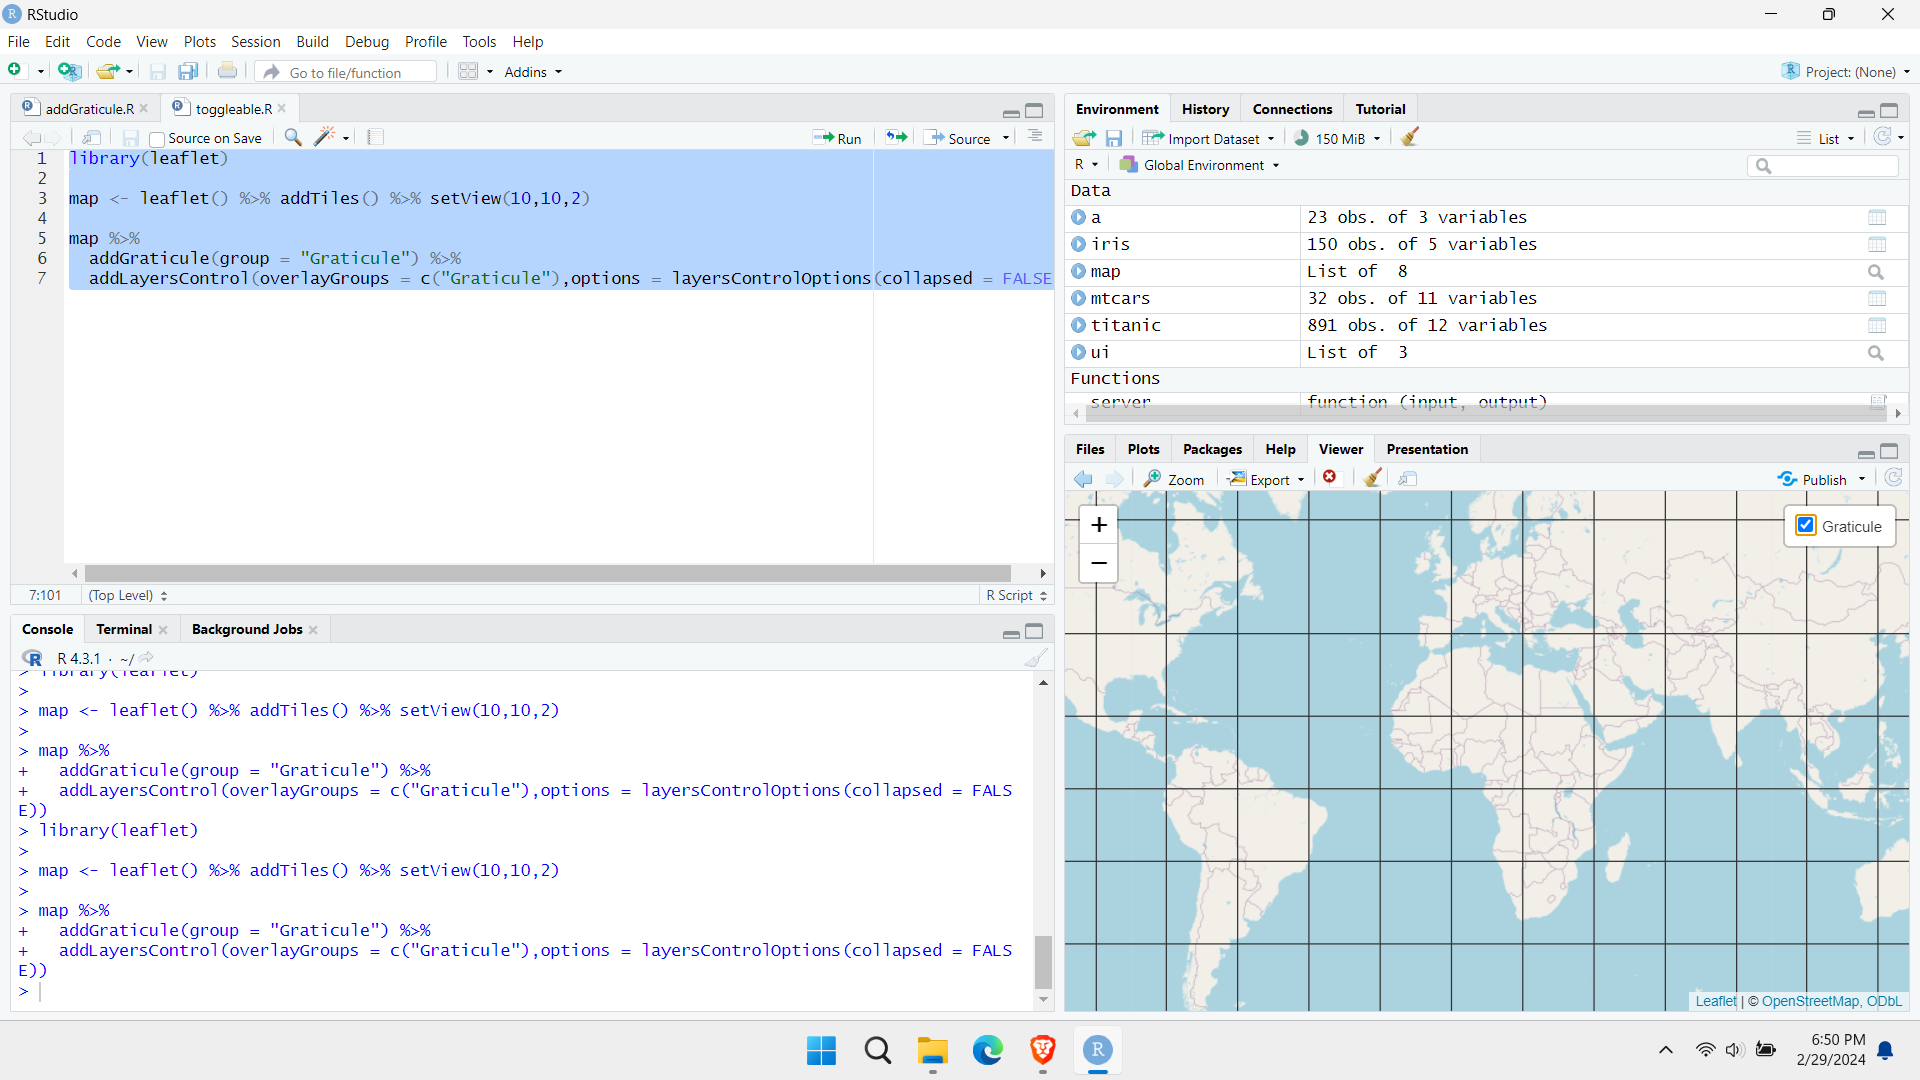 RStudio
File Edit Code View Plots Session Build Debug Profile Tools Help
Go to file/function Addins Project: (None)
addGraticule.R toggleable.R
Source on Save Run Source
1 library(leaflet)
2
3 map <- leaflet() %>% addTiles() %>% setView(10,10,2)
4
5 map %>%
6 addGraticule(group = "Graticule") %>%
7 addLayersControl(overlayGroups = c("Graticule"),options = layersControlOptions(collapsed = FALSE
7:101 (Top Level) R Script
Console Terminal Background Jobs
R 4.3.1 · ~/
> library(leaflet)
>
> map <- leaflet() %>% addTiles() %>% setView(10,10,2)
>
> map %>%
+ addGraticule(group = "Graticule") %>%
+ addLayersControl(overlayGroups = c("Graticule"),options = layersControlOptions(collapsed = FALS
E))
> library(leaflet)
>
> map <- leaflet() %>% addTiles() %>% setView(10,10,2)
>
> map %>%
+ addGraticule(group = "Graticule") %>%
+ addLayersControl(overlayGroups = c("Graticule"),options = layersControlOptions(collapsed = FALS
E))
>
Environment History Connections Tutorial
Import Dataset 150 MiB List
R Global Environment
Data
a 23 obs. of 3 variables
iris 150 obs. of 5 variables
map List of 8
mtcars 32 obs. of 11 variables
titanic 891 obs. of 12 variables
ui List of 3
Functions
server function (input, output)
Files Plots Packages Help Viewer Presentation
Zoom Export Publish
+
−
Graticule
Leaflet | © OpenStreetMap, ODbL
6:50 PM
2/29/2024